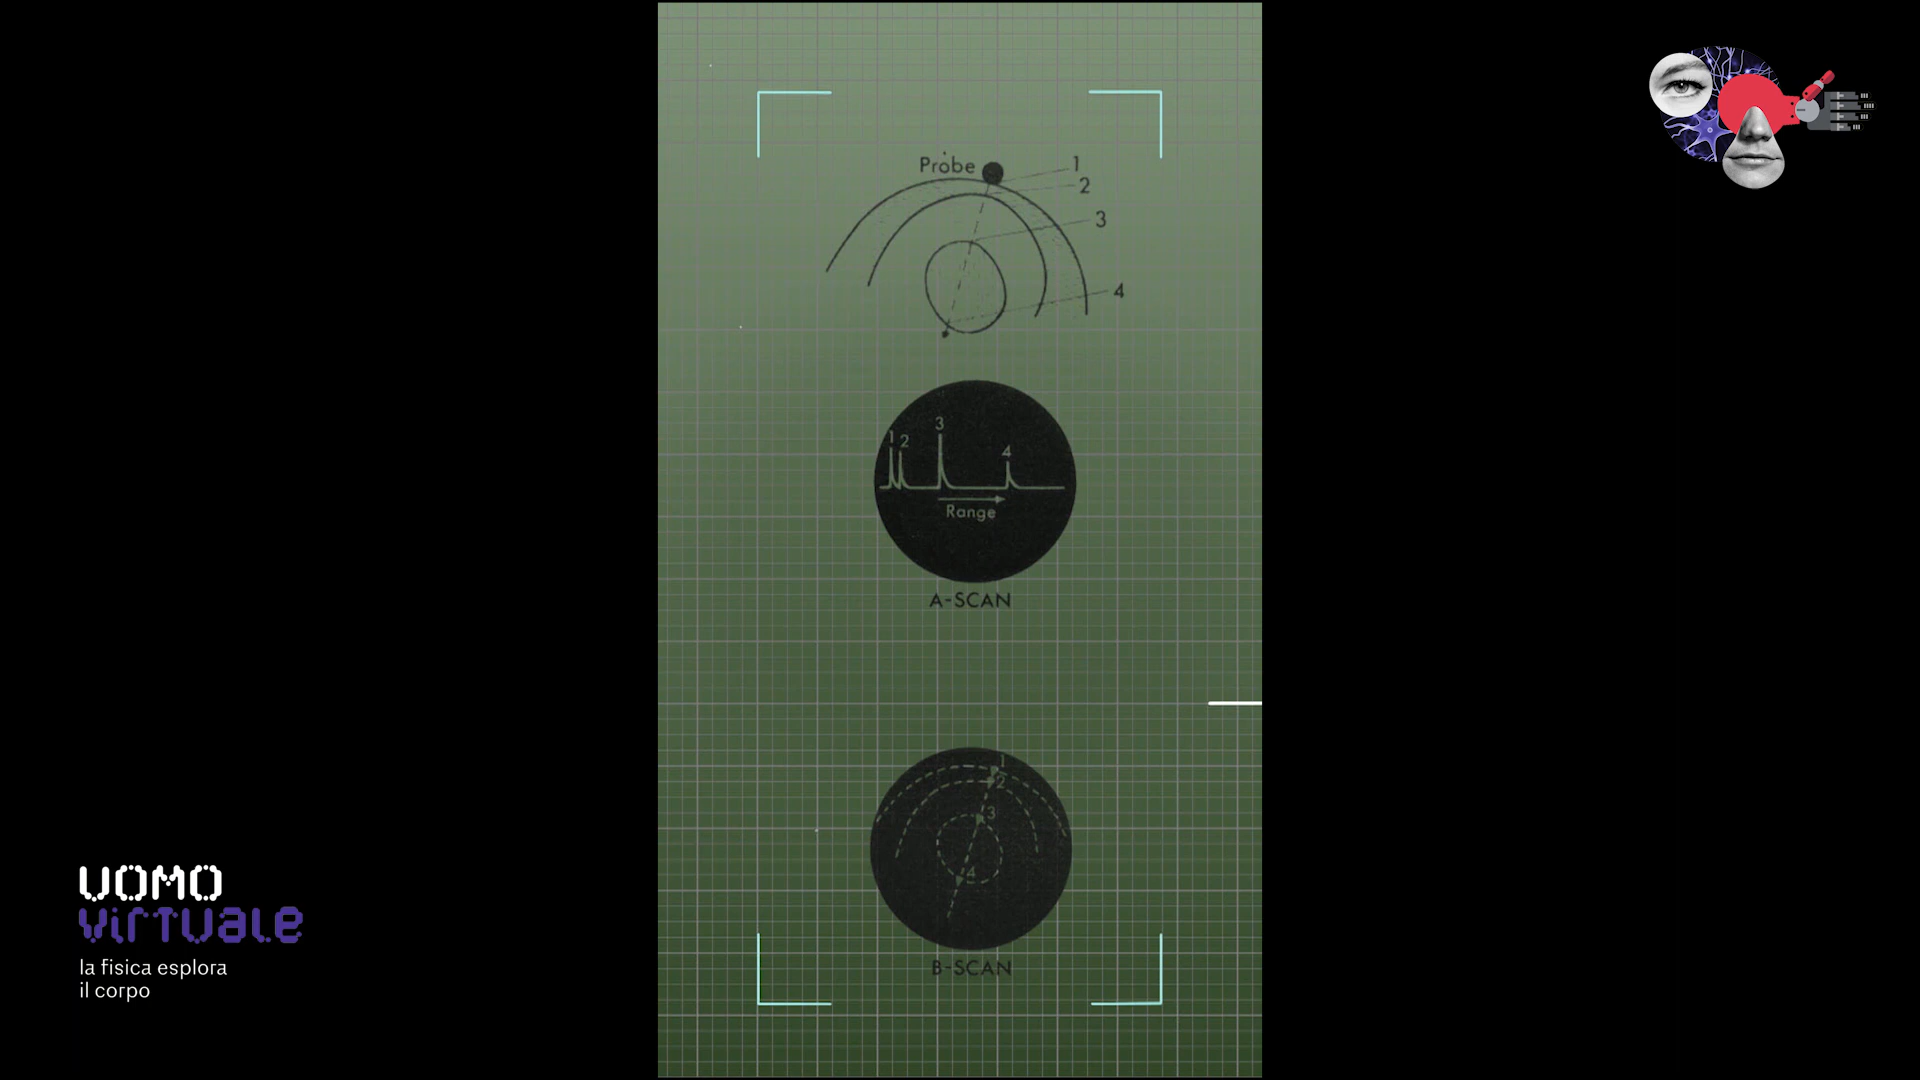 Probe
1
2
3
4
1
2
3
4
Range
A-SCAN
1
2
3
4
B-SCAN
UOMO
virtuale
la fisica esplora
il corpo